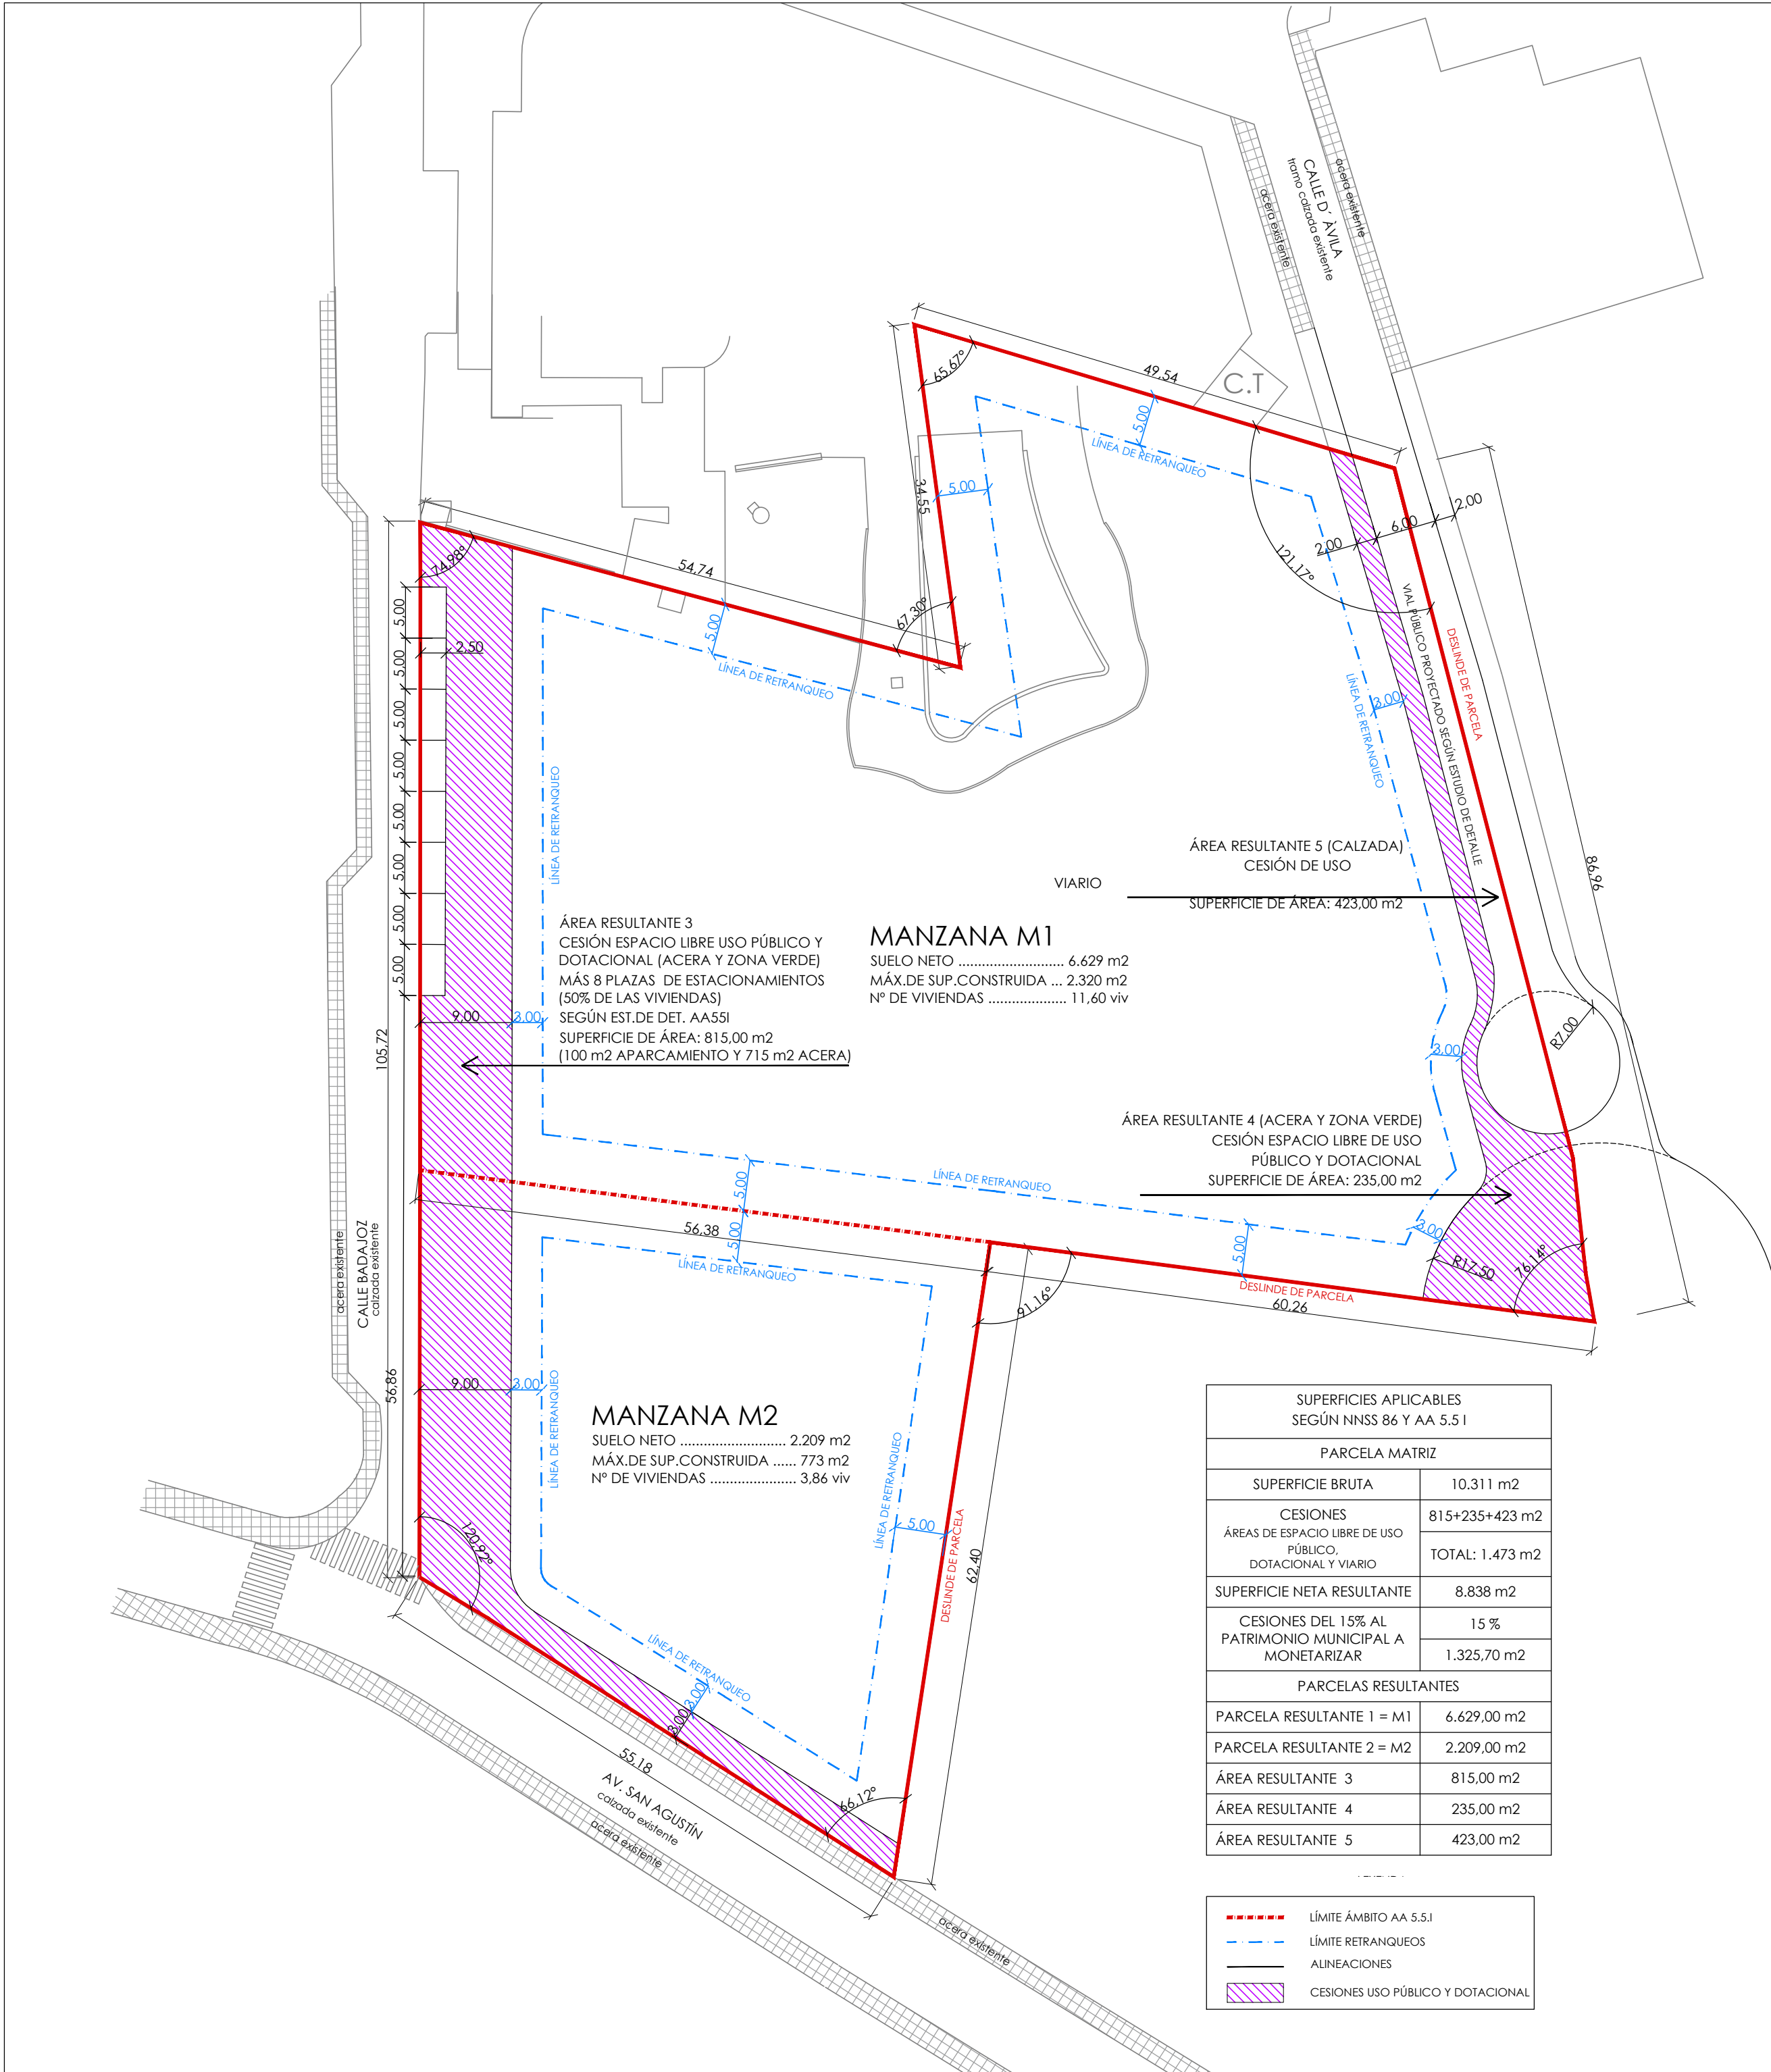 CALLE D´ ÀVILA
tramo calzada existente
acera existente
acera existente
C.T
49,54
65,67°
5,00
LÍNEA DE RETRANQUEO
34,55
5,00
121,17°
2,00
6,00
2,00
74,98°
54,74
67,30°
5,00
LÍNEA DE RETRANQUEO
5,00
5,00
5,00
5,00
5,00
5,00
5,00
5,00
2,50
VIAL PÚBLICO PROYECTADO SEGÚN ESTUDIO DE DETALLE
DESLINDE DE PARCELA
LÍNEA DE RETRANQUEO
3,00
86,96
LÍNEA DE RETRANQUEO
ÁREA RESULTANTE 5 (CALZADA)
CESIÓN DE USO
VIARIO
SUPERFICIE DE ÁREA: 423,00 m2
ÁREA RESULTANTE 3
CESIÓN ESPACIO LIBRE USO PÚBLICO Y
DOTACIONAL (ACERA Y ZONA VERDE)
MÁS 8 PLAZAS DE ESTACIONAMIENTOS
(50% DE LAS VIVIENDAS)
SEGÚN EST.DE DET. AA55I
SUPERFICIE DE ÁREA: 815,00 m2
(100 m2 APARCAMIENTO Y 715 m2 ACERA)
MANZANA M1
SUELO NETO .......................... 6.629 m2
MÁX.DE SUP.CONSTRUIDA ... 2.320 m2
Nº DE VIVIENDAS ................... 11,60 viv
9,00
3,00
105,72
R7,00
3,00
ÁREA RESULTANTE 4 (ACERA Y ZONA VERDE)
CESIÓN ESPACIO LIBRE DE USO
PÚBLICO Y DOTACIONAL
SUPERFICIE DE ÁREA: 235,00 m2
LÍNEA DE RETRANQUEO
5,00
5,00
56,38
LÍNEA DE RETRANQUEO
5,00
3,00
R17,50
76,14°
DESLINDE DE PARCELA
60,26
91,16°
acera existente
CALLE BADAJOZ
calzada existente
56,86
9,00
3,00
LÍNEA DE RETRANQUEO
MANZANA M2
SUELO NETO .......................... 2.209 m2
MÁX.DE SUP.CONSTRUIDA ...... 773 m2
Nº DE VIVIENDAS ..................... 3,86 viv
LÍNEA DE RETRANQUEO
5,00
DESLINDE DE PARCELA
62,40
120,92°
LÍNEA DE RETRANQUEO
3,00
3,00
66,12°
55,18
AV. SAN AGUSTÍN
calzada existente
acera existente
acera existente
SUPERFICIES APLICABLES
SEGÚN NNSS 86 Y AA 5.5 I
PARCELA MATRIZ
SUPERFICIE BRUTA 10.311 m2
CESIONES 815+235+423 m2
ÁREAS DE ESPACIO LIBRE DE USO
PÚBLICO,
DOTACIONAL Y VIARIO
TOTAL: 1.473 m2
SUPERFICIE NETA RESULTANTE 8.838 m2
CESIONES DEL 15% AL
PATRIMONIO MUNICIPAL A
MONETARIZAR
15 %
1.325,70 m2
PARCELAS RESULTANTES
PARCELA RESULTANTE 1 = M1 6.629,00 m2
PARCELA RESULTANTE 2 = M2 2.209,00 m2
ÁREA RESULTANTE 3 815,00 m2
ÁREA RESULTANTE 4 235,00 m2
ÁREA RESULTANTE 5 423,00 m2
LÍMITE ÁMBITO AA 5.5.I
LÍMITE RETRANQUEOS
ALINEACIONES
CESIONES USO PÚBLICO Y DOTACIONAL